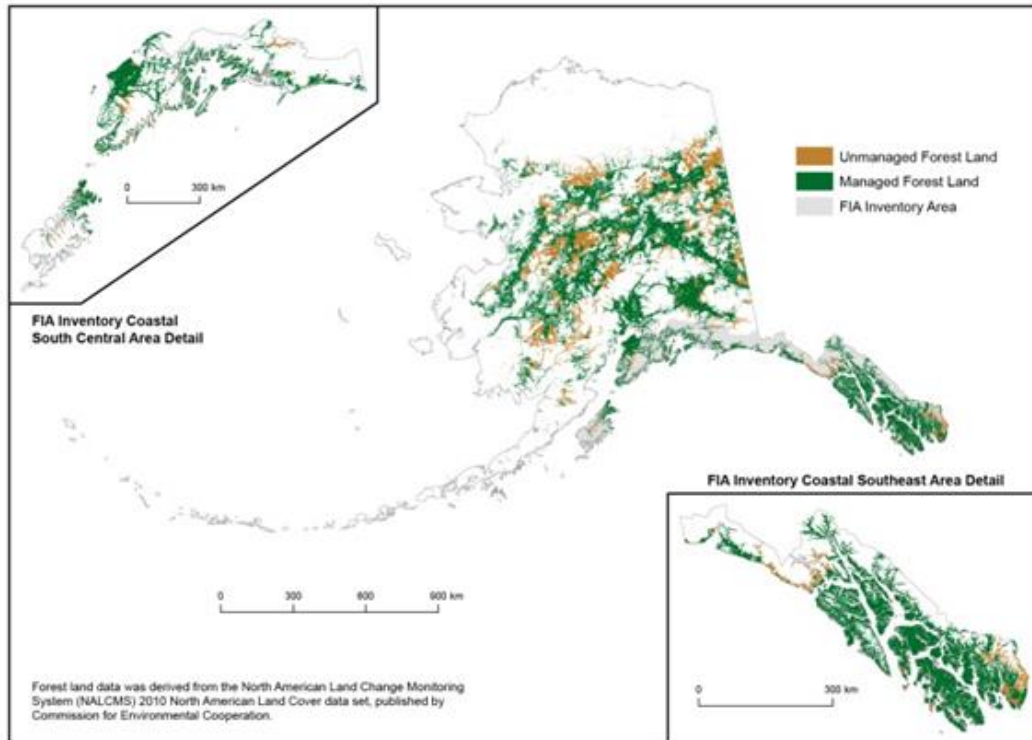 0
300 km
FIA Inventory Coastal
South Central Area Detail
Unmanaged Forest Land
Managed Forest Land
FIA Inventory Area
FIA Inventory Coastal Southeast Area Detail
0
300
600
900 km
0
300 km
Forest land data was derived from the North American Land Change Monitoring
System (NALCMS) 2010 North American Land Cover data set, published by
Commission for Environmental Cooperation.